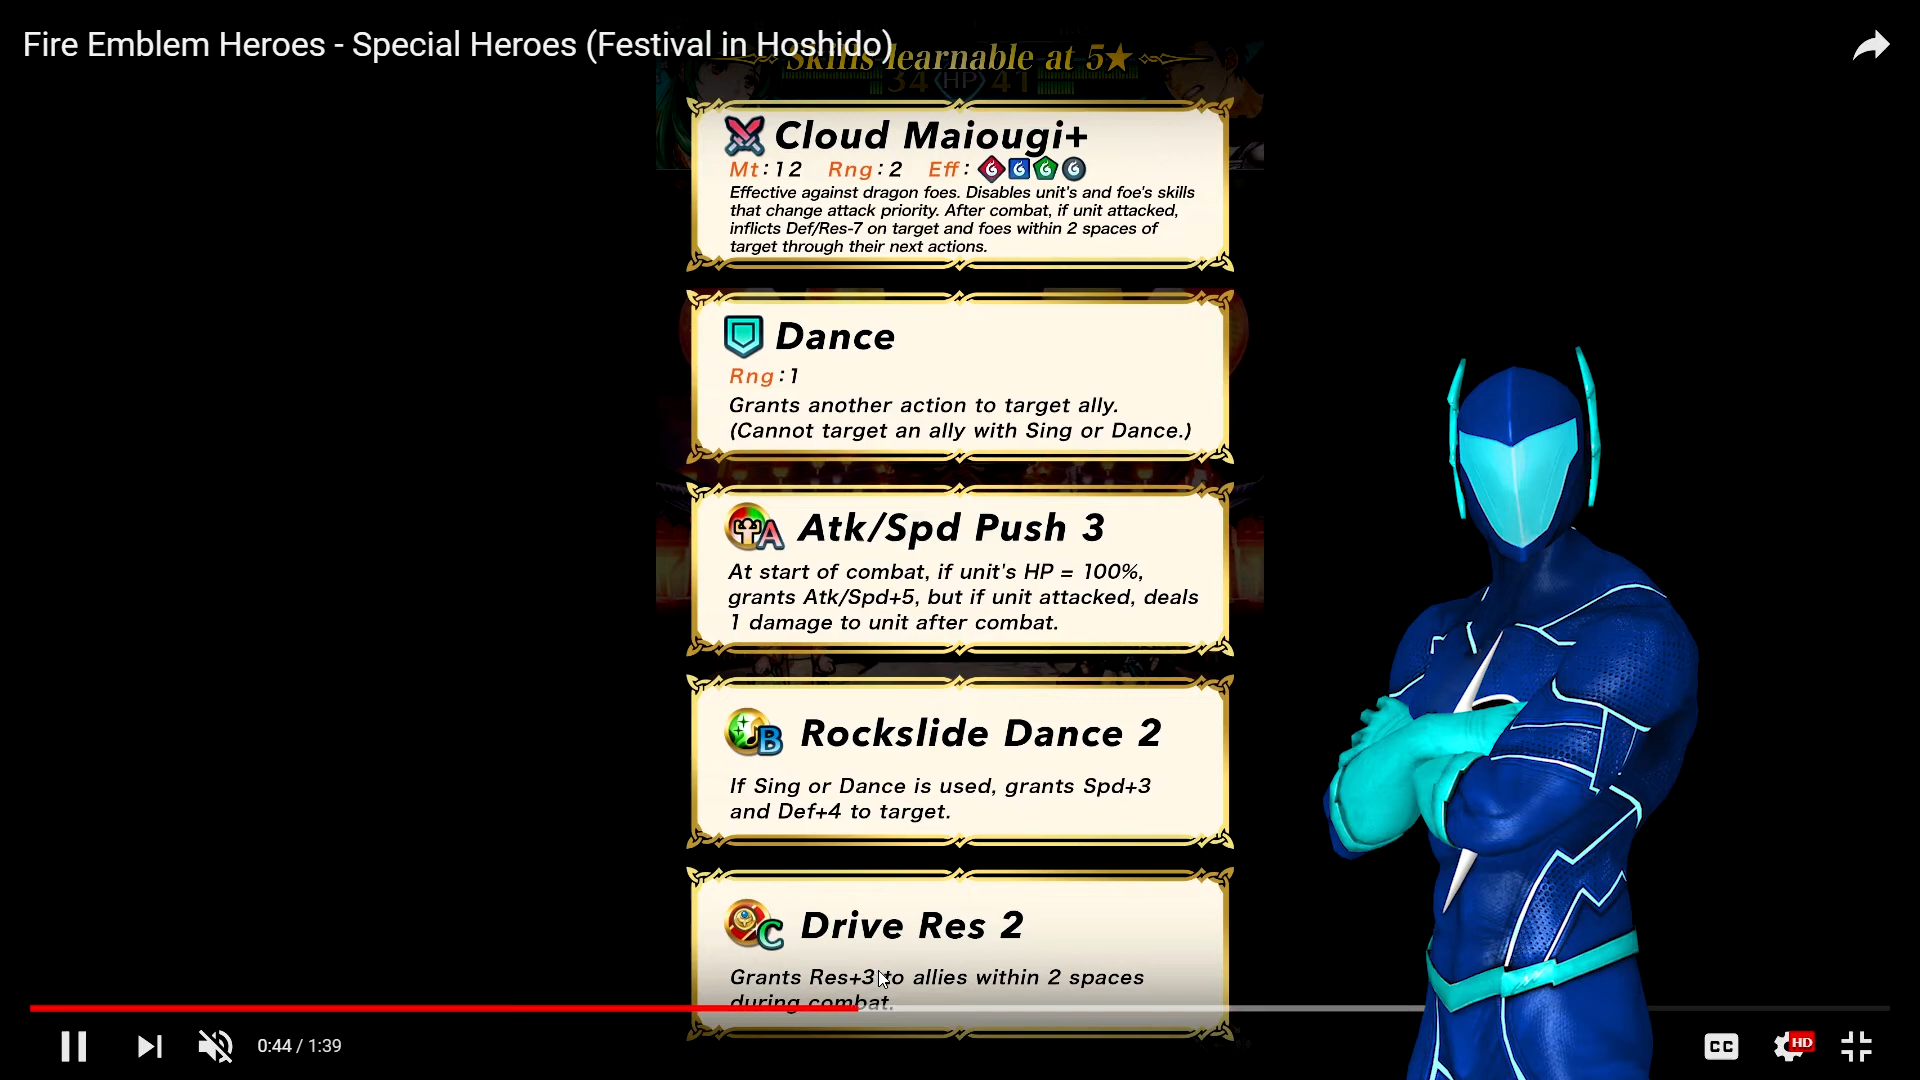 Fire Emblem Heroes - Special Heroes (Festival in Hoshido)
Skills learnable at 5★
34 HP 41
Cloud Maiougi+
Mt:12 Rng:2 Eff:
Effective against dragon foes. Disables unit's and foe's skills
that change attack priority. After combat, if unit attacked,
inflicts Def/Res-7 on target and foes within 2 spaces of
target through their next actions.
Dance
Rng:1
Grants another action to target ally.
(Cannot target an ally with Sing or Dance.)
A Atk/Spd Push 3
At start of combat, if unit's HP = 100%,
grants Atk/Spd+5, but if unit attacked, deals
1 damage to unit after combat.
B Rockslide Dance 2
If Sing or Dance is used, grants Spd+3
and Def+4 to target.
C Drive Res 2
Grants Res+3 to allies within 2 spaces
during combat.
0:44 / 1:39
CC HD